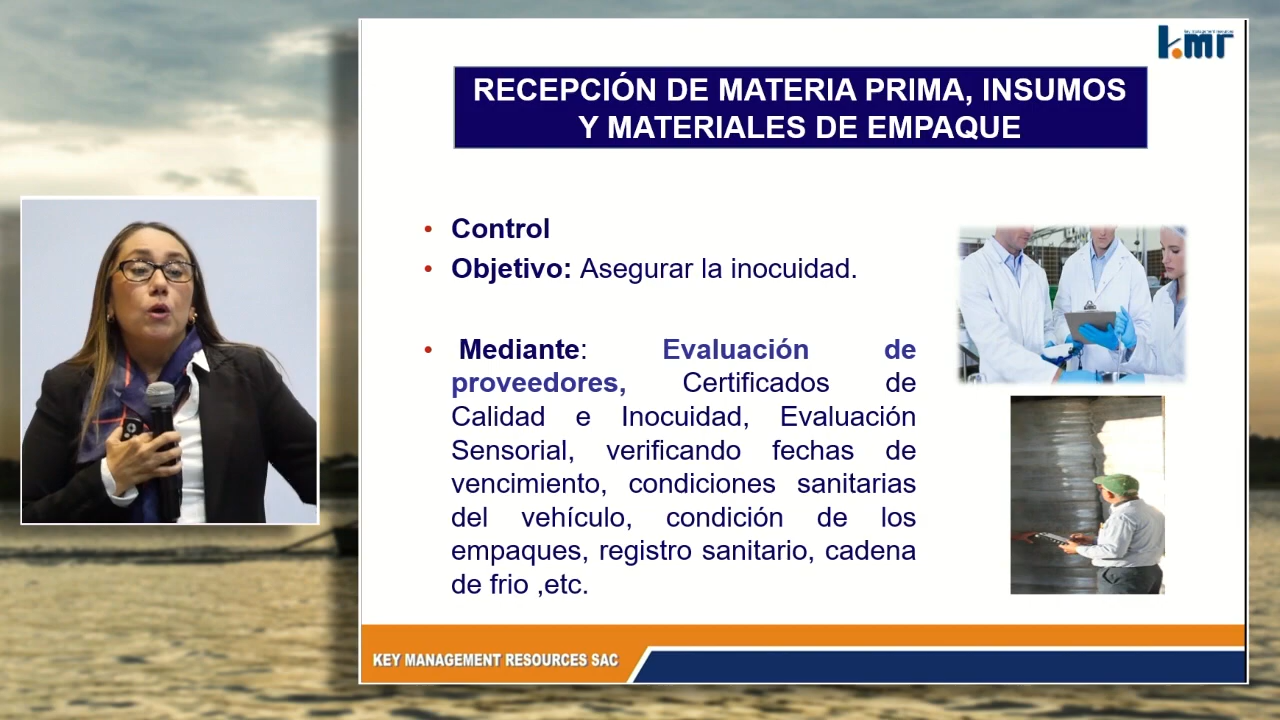 kmr
RECEPCIÓN DE MATERIA PRIMA, INSUMOS
Y MATERIALES DE EMPAQUE
• Control
• Objetivo: Asegurar la inocuidad.
• Mediante: Evaluación de
proveedores, Certificados de
Calidad e Inocuidad, Evaluación
Sensorial, verificando fechas de
vencimiento, condiciones sanitarias
del vehículo, condición de los
empaques, registro sanitario, cadena
de frio ,etc.
KEY MANAGEMENT RESOURCES SAC